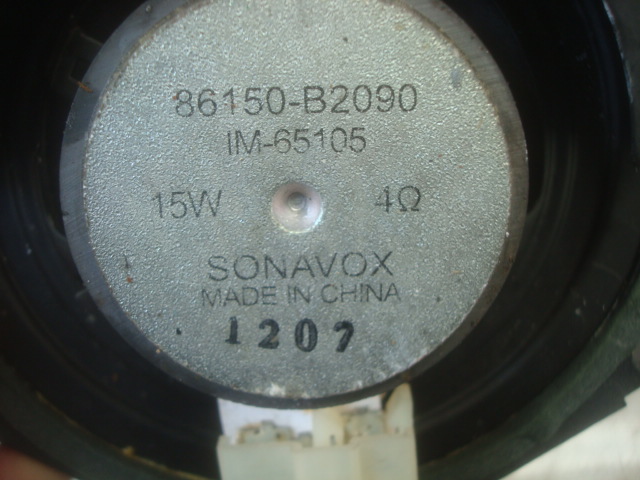 86150-B2090
IM-65105
15W 4Ω
SONAVOX
MADE IN CHINA
1207